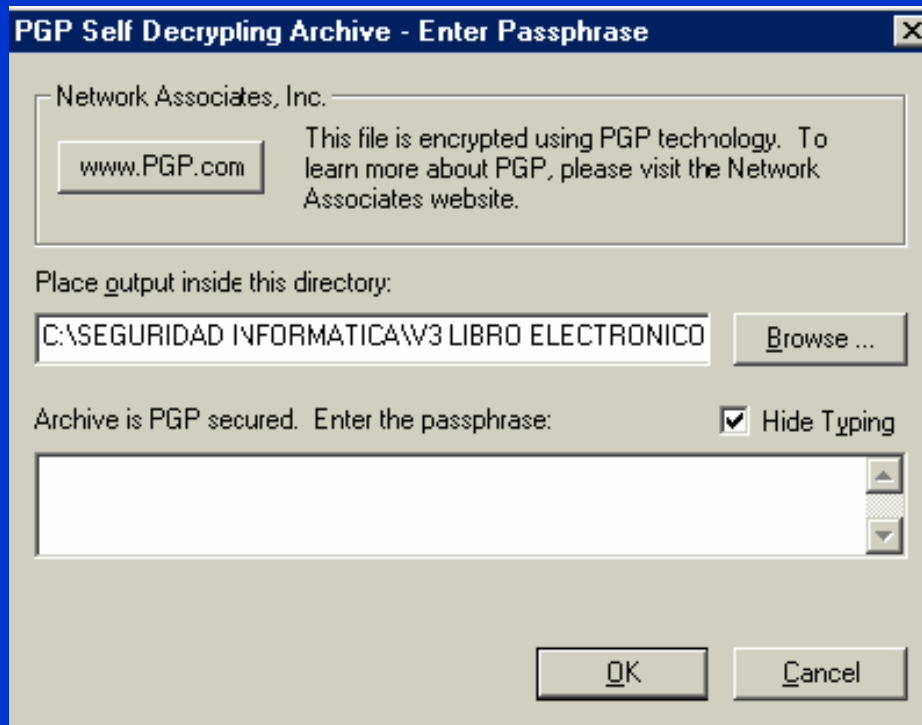 PGP Self Decrypting Archive - Enter Passphrase
Network Associates, Inc.
www.PGP.com
This file is encrypted using PGP technology. To
learn more about PGP, please visit the Network
Associates website.
Place output inside this directory:
C:\SEGURIDAD INFORMATICA\V3 LIBRO ELECTRONICO
Browse ...
Archive is PGP secured. Enter the passphrase:
Hide Typing
OK
Cancel